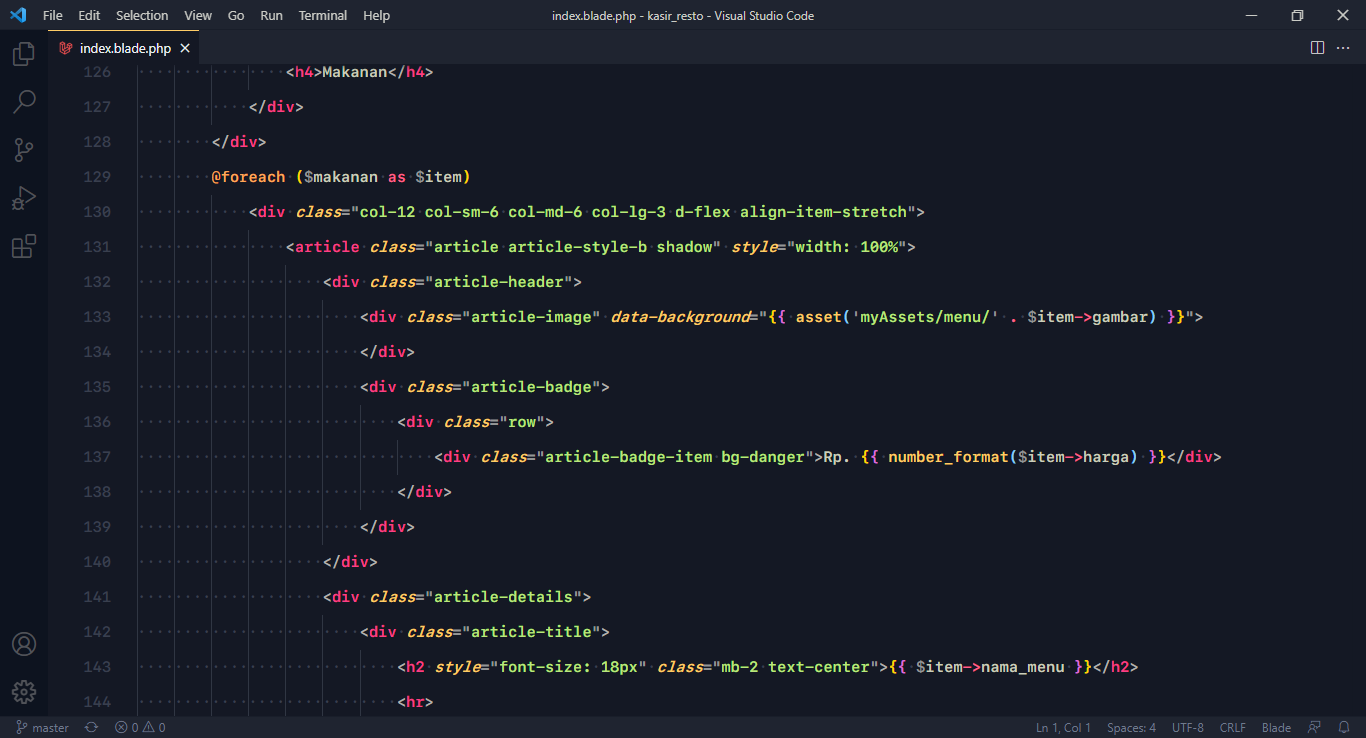 File Edit Selection View Go Run Terminal Help index.blade.php - kasir_resto - Visual Studio Code
index.blade.php
126 <h4>Makanan</h4>
127 </div>
128 </div>
129 @foreach ($makanan as $item)
130 <div class="col-12 col-sm-6 col-md-6 col-lg-3 d-flex align-item-stretch">
131 <article class="article article-style-b shadow" style="width: 100%">
132 <div class="article-header">
133 <div class="article-image" data-background="{{ asset('myAssets/menu/' . $item->gambar) }}">
134 </div>
135 <div class="article-badge">
136 <div class="row">
137 <div class="article-badge-item bg-danger">Rp. {{ number_format($item->harga) }}</div>
138 </div>
139 </div>
140 </div>
141 <div class="article-details">
142 <div class="article-title">
143 <h2 style="font-size: 18px" class="mb-2 text-center">{{ $item->nama_menu }}</h2>
144 <hr>
master 0 0 Ln 1, Col 1 Spaces: 4 UTF-8 CRLF Blade